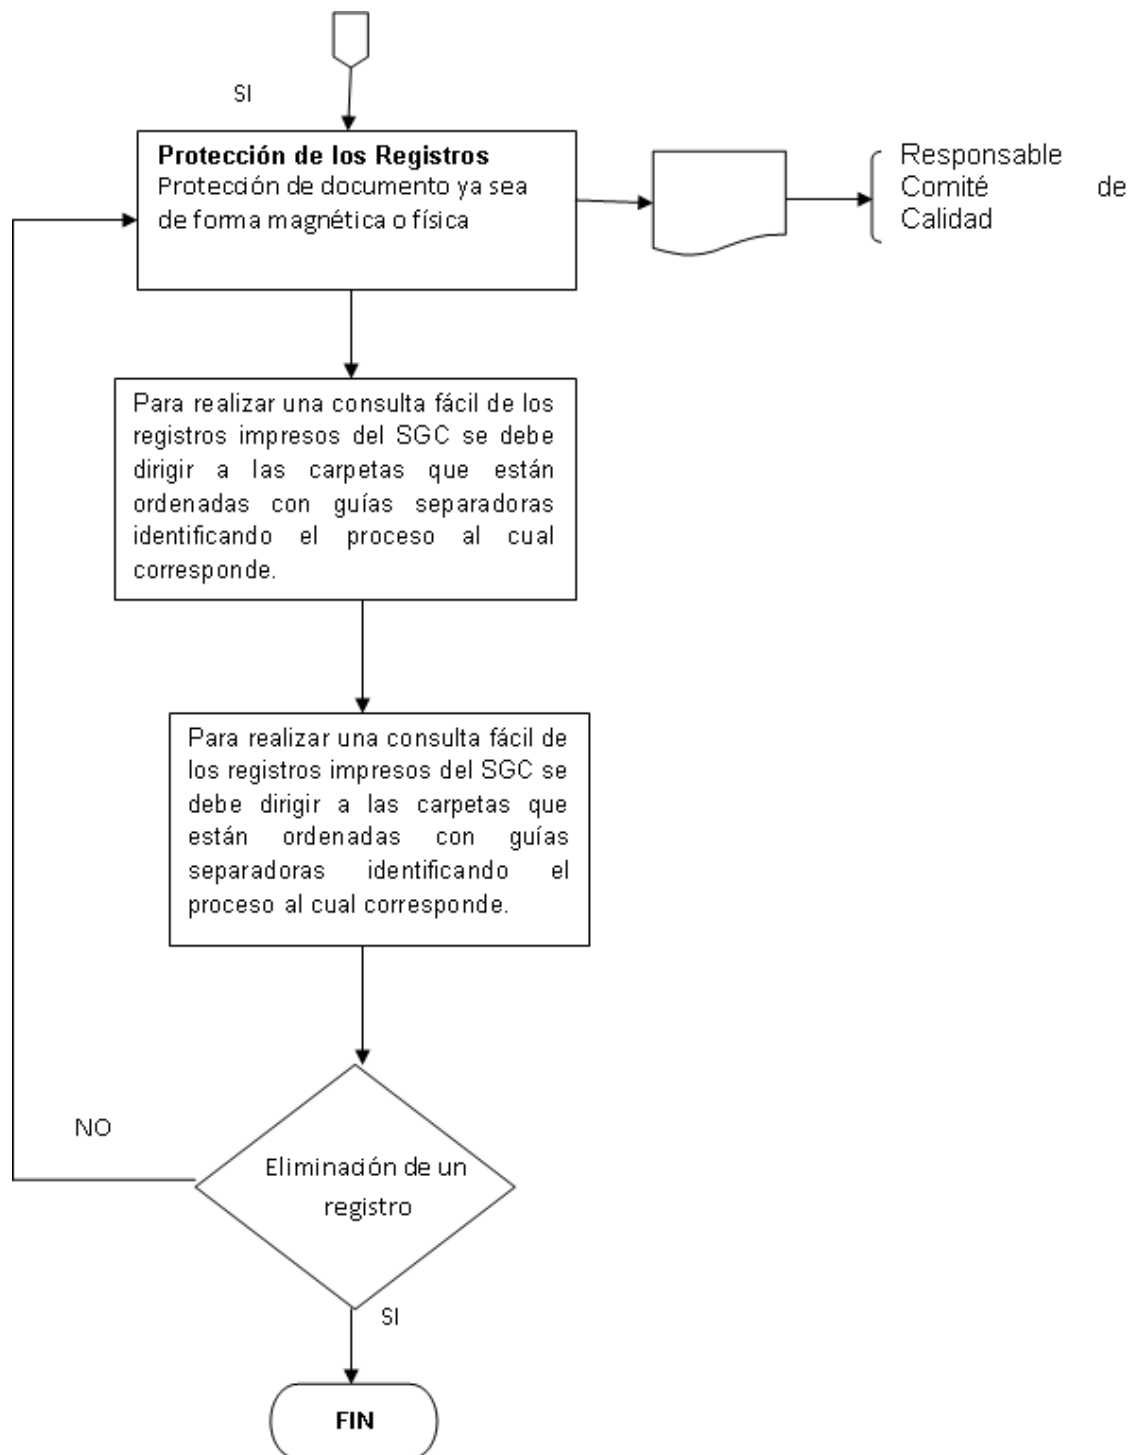 SI
Protección de los Registros
Protección de documento ya sea
de forma magnética o física
Responsable
Comité de
Calidad
Para realizar una consulta fácil de los
registros impresos del SGC se debe
dirigir a las carpetas que están
ordenadas con guías separadoras
identificando el proceso al cual
corresponde.
Para realizar una consulta fácil de
los registros impresos del SGC se
debe dirigir a las carpetas que
están ordenadas con guías
separadoras identificando el
proceso al cual corresponde.
NO
Eliminación de un
registro
SI
FIN